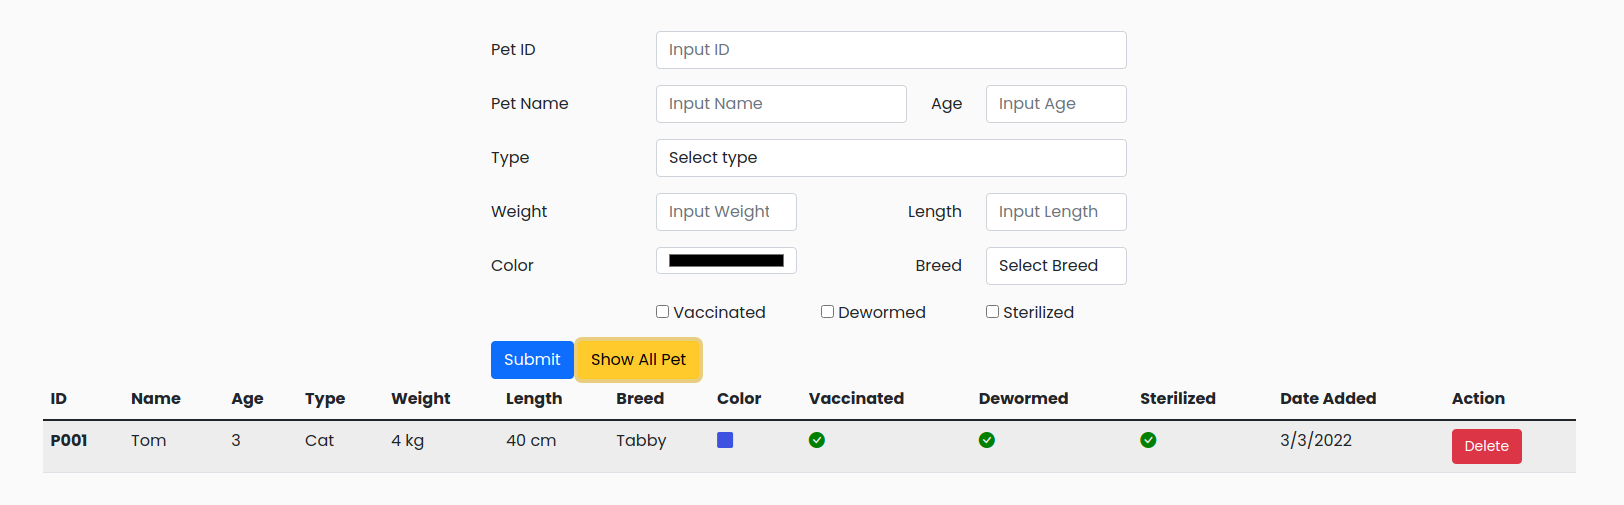 Pet ID Input ID
Pet Name Input Name Age Input Age
Type Select type
Weight Input Weight Length Input Length
Color Breed Select Breed
Vaccinated Dewormed Sterilized
Submit Show All Pet
ID Name Age Type Weight Length Breed Color Vaccinated Dewormed Sterilized Date Added Action
P001 Tom 3 Cat 4 kg 40 cm Tabby 3/3/2022 Delete